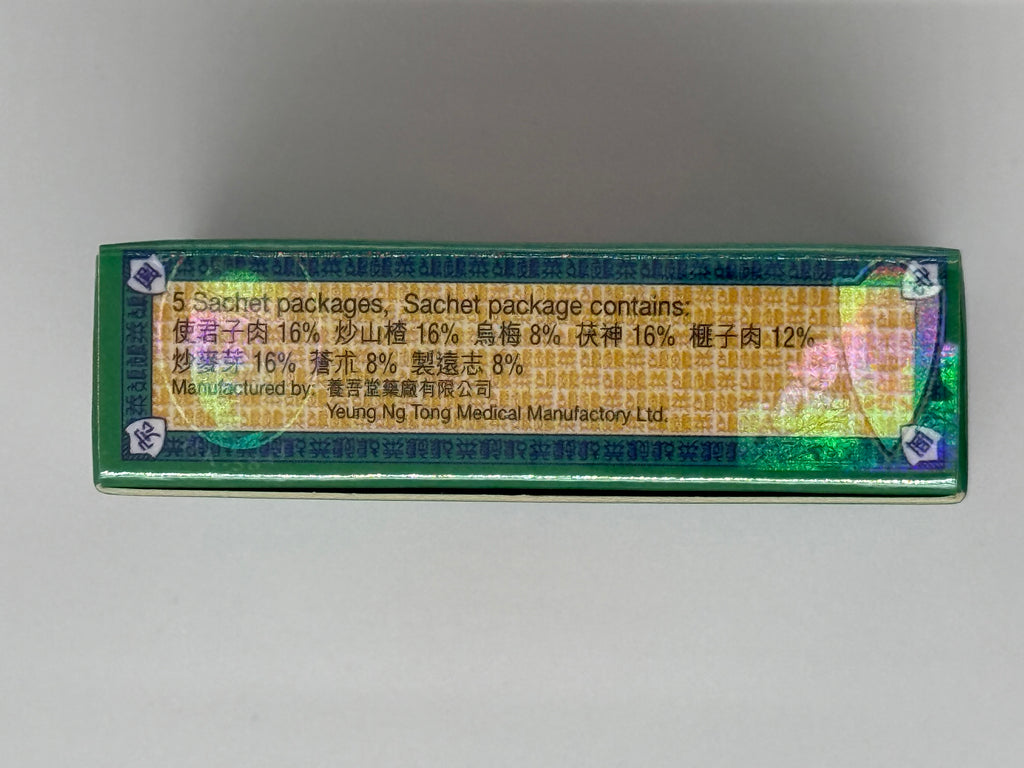 5 Sachet packages, Sachet package contains:
使君子肉 16% 炒山楂 16% 烏梅 8% 茯神 16% 榧子肉 12%
炒麥芽 16% 蒼朮 8% 製遠志 8%
Manufactured by: 養吾堂藥廠有限公司
Yeung Ng Tong Medical Manufactory Ltd.